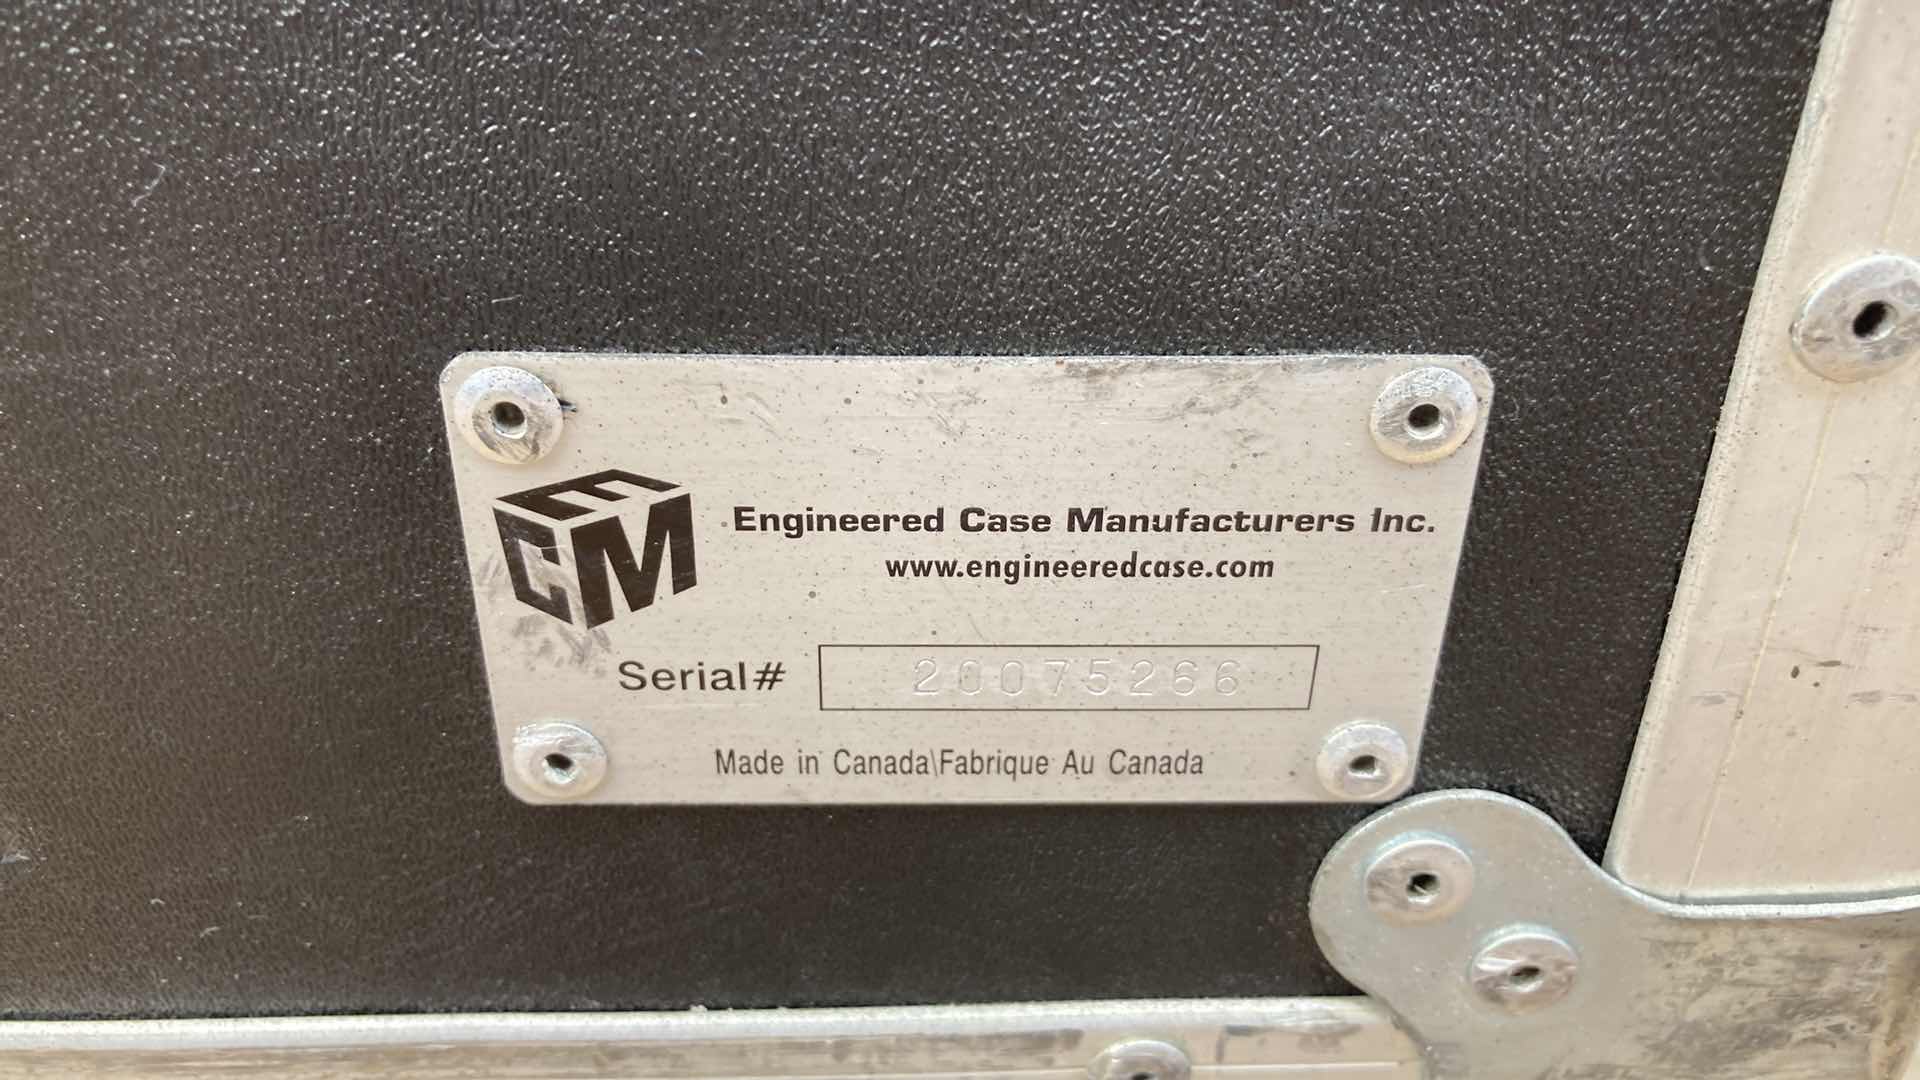 ECM
Engineered Case Manufacturers Inc.
www.engineeredcase.com
Serial# 20075266
Made in Canada\Fabrique Au Canada